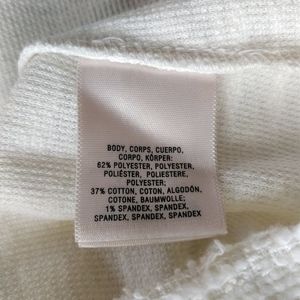 BODY, CORPS, CUERPO,
CORPO, KÖRPER:
62% POLYESTER, POLYESTER,
POLIÉSTER, POLIESTERE,
POLYESTER;
37% COTTON, COTON, ALGODÓN,
COTONE, BAUMWOLLE;
1% SPANDEX, SPANDEX,
SPANDEX, SPANDEX, SPANDEX